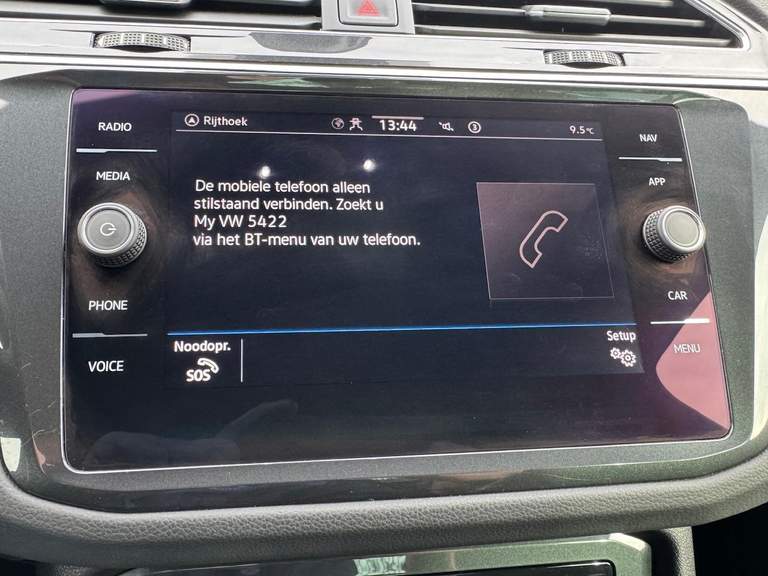 RADIO
MEDIA
PHONE
VOICE
Rijthoek
13:44
3
9.5°C
De mobiele telefoon alleen
stilstaand verbinden. Zoekt u
My VW 5422
via het BT-menu van uw telefoon.
Noodopr.
SOS
Setup
NAV
APP
CAR
MENU